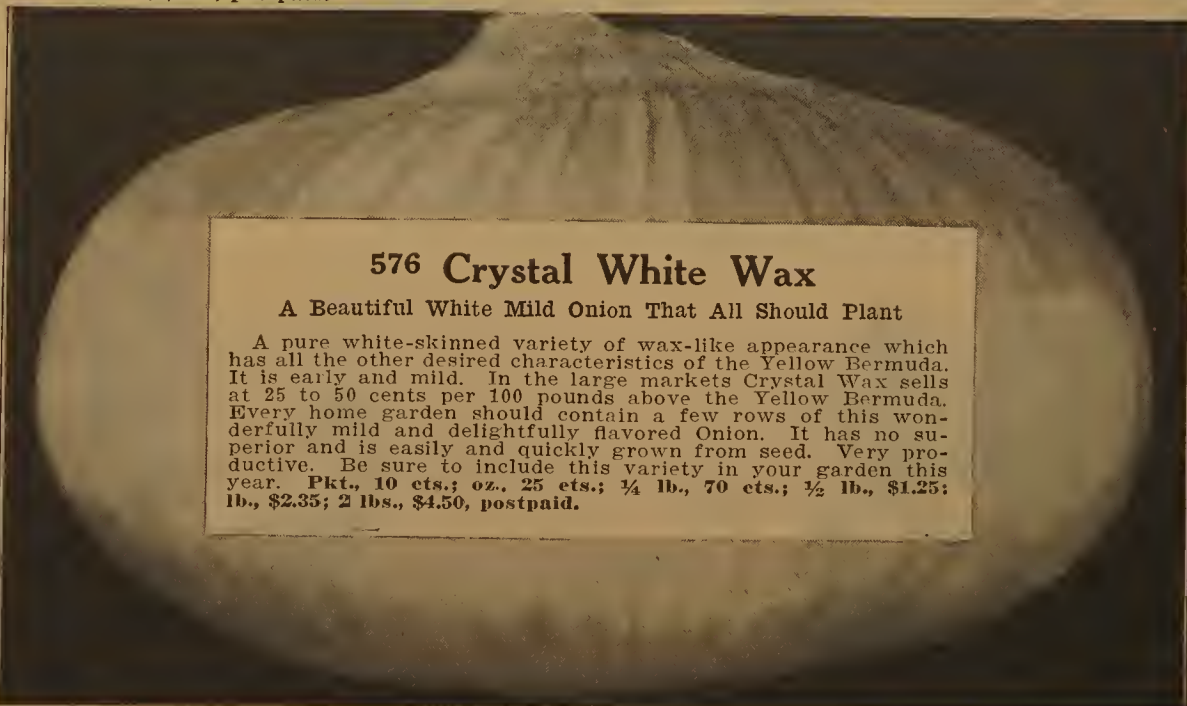 576 Crystal White Wax
A Beautiful White Mild Onion That All Should Plant
A pure white-skinned variety of wax-like appearance which
has all the other desired characteristics of the Yellow Bermuda.
It is early and mild. In the large markets Crystal Wax sells
at 25 to 50 cents per 100 pounds above the Yellow Bermuda.
Every home garden should contain a few rows of this won-
derfully mild and delightfully flavored Onion. It has no su-
perior and is easily and quickly grown from seed. Very pro-
ductive. Be sure to include this variety in your garden this
year. Pkt., 10 cts.; oz., 25 cts.; ¼ lb., 70 cts.; ½ lb., $1.25;
lb., $2.35; 2 lbs., $4.50, postpaid.